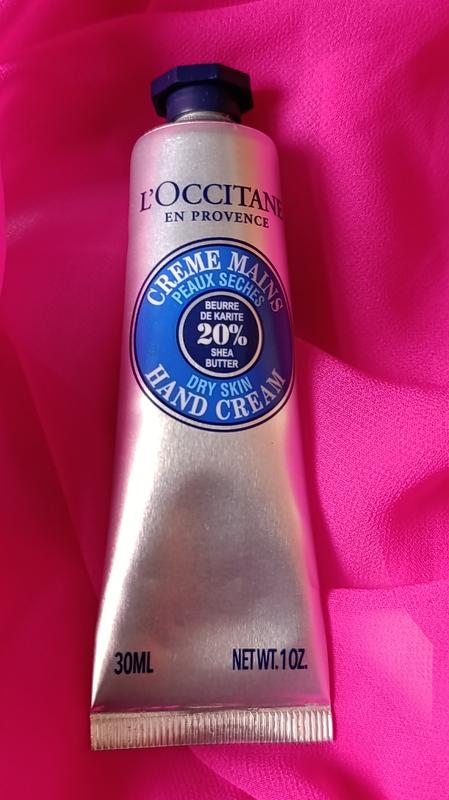 L'OCCITANE
EN PROVENCE
CREME MAINS
PEAUX SECHES
BEURRE
DE KARITE
20%
SHEA
BUTTER
DRY SKIN
HAND CREAM
30ML NET WT. 1 OZ.